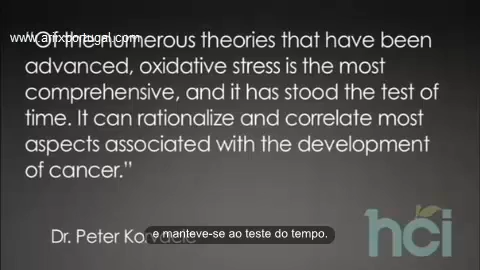 www.arrxportugal.com
Of the numerous theories that have been
advanced, oxidative stress is the most
comprehensive, and it has stood the test of
time. It can rationalize and correlate most
aspects associated with the development
of cancer.”
Dr. Peter
e manteve-se ao teste do tempo.
hci